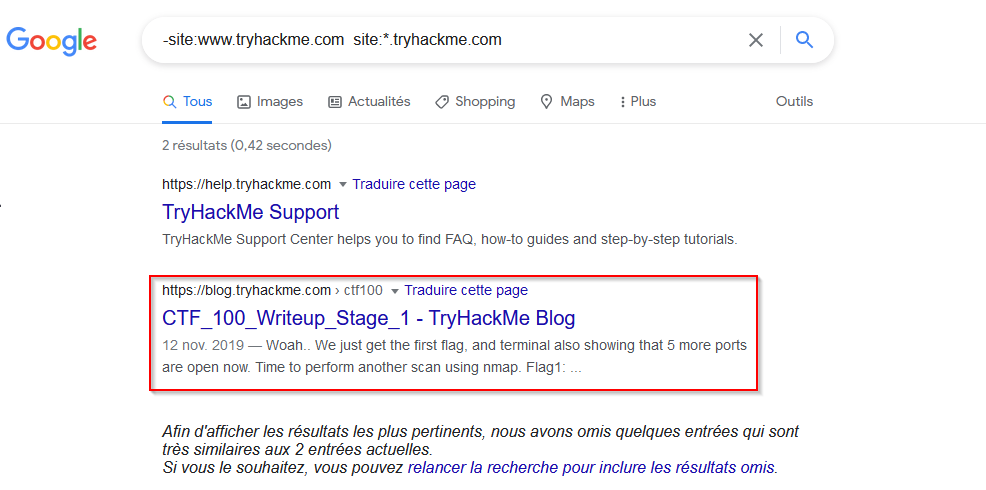 Google
-site:www.tryhackme.com  site:*.tryhackme.com
Tous Images Actualités Shopping Maps Plus Outils
2 résultats (0,42 secondes)
https://help.tryhackme.com Traduire cette page
TryHackMe Support
TryHackMe Support Center helps you to find FAQ, how-to guides and step-by-step tutorials.
https://blog.tryhackme.com › ctf100 Traduire cette page
CTF_100_Writeup_Stage_1 - TryHackMe Blog
12 nov. 2019 — Woah.. We just get the first flag, and terminal also showing that 5 more ports
are open now. Time to perform another scan using nmap. Flag1: ...
Afin d'afficher les résultats les plus pertinents, nous avons omis quelques entrées qui sont
très similaires aux 2 entrées actuelles.
Si vous le souhaitez, vous pouvez relancer la recherche pour inclure les résultats omis.